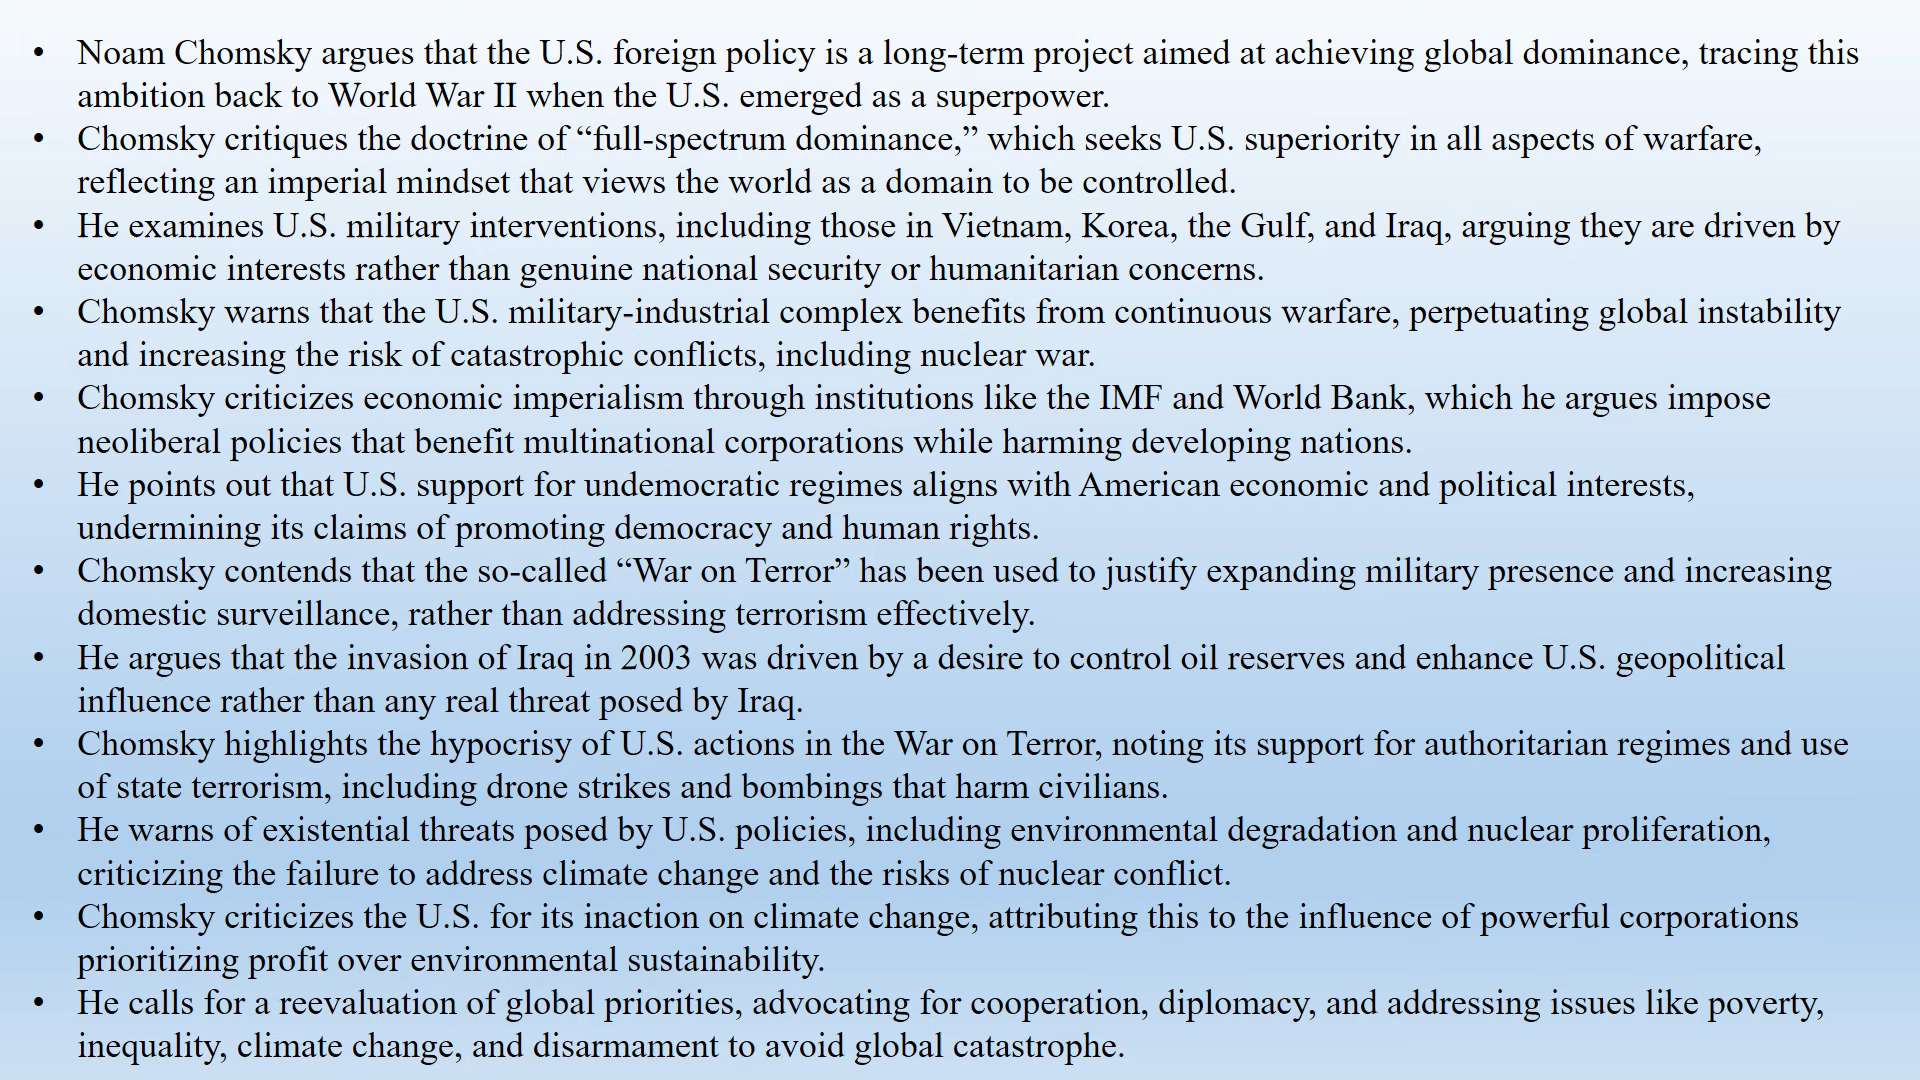 • Noam Chomsky argues that the U.S. foreign policy is a long-term project aimed at achieving global dominance, tracing this
ambition back to World War II when the U.S. emerged as a superpower.
• Chomsky critiques the doctrine of “full-spectrum dominance,” which seeks U.S. superiority in all aspects of warfare,
reflecting an imperial mindset that views the world as a domain to be controlled.
• He examines U.S. military interventions, including those in Vietnam, Korea, the Gulf, and Iraq, arguing they are driven by
economic interests rather than genuine national security or humanitarian concerns.
• Chomsky warns that the U.S. military-industrial complex benefits from continuous warfare, perpetuating global instability
and increasing the risk of catastrophic conflicts, including nuclear war.
• Chomsky criticizes economic imperialism through institutions like the IMF and World Bank, which he argues impose
neoliberal policies that benefit multinational corporations while harming developing nations.
• He points out that U.S. support for undemocratic regimes aligns with American economic and political interests,
undermining its claims of promoting democracy and human rights.
• Chomsky contends that the so-called “War on Terror” has been used to justify expanding military presence and increasing
domestic surveillance, rather than addressing terrorism effectively.
• He argues that the invasion of Iraq in 2003 was driven by a desire to control oil reserves and enhance U.S. geopolitical
influence rather than any real threat posed by Iraq.
• Chomsky highlights the hypocrisy of U.S. actions in the War on Terror, noting its support for authoritarian regimes and use
of state terrorism, including drone strikes and bombings that harm civilians.
• He warns of existential threats posed by U.S. policies, including environmental degradation and nuclear proliferation,
criticizing the failure to address climate change and the risks of nuclear conflict.
• Chomsky criticizes the U.S. for its inaction on climate change, attributing this to the influence of powerful corporations
prioritizing profit over environmental sustainability.
• He calls for a reevaluation of global priorities, advocating for cooperation, diplomacy, and addressing issues like poverty,
inequality, climate change, and disarmament to avoid global catastrophe.